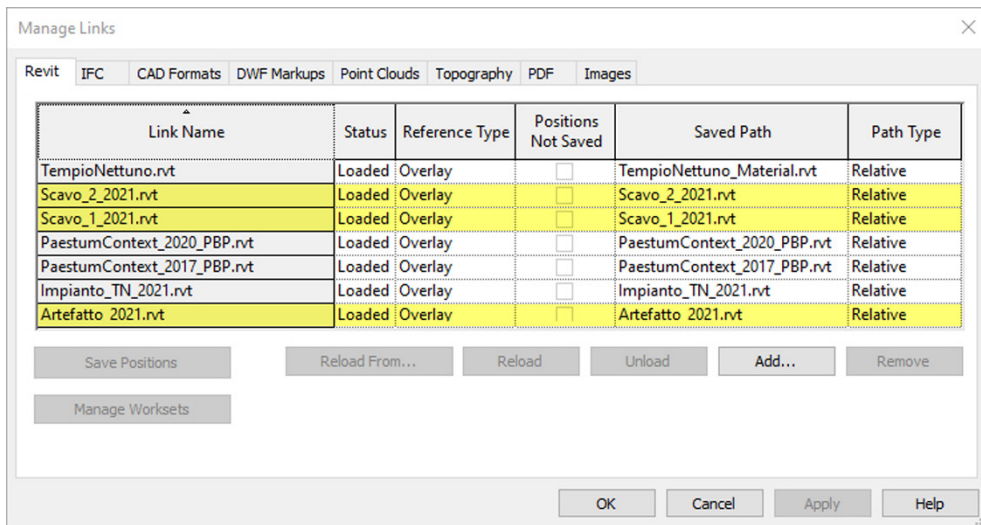 Manage Links
Revit IFC CAD Formats DWF Markups Point Clouds Topography PDF Images
Link Name Status Reference Type Positions Not Saved Saved Path Path Type
TempioNettuno.rvt Loaded Overlay TempioNettuno_Material.rvt Relative
Scavo_2_2021.rvt Loaded Overlay Scavo_2_2021.rvt Relative
Scavo_1_2021.rvt Loaded Overlay Scavo_1_2021.rvt Relative
PaestumContext_2020_PBP.rvt Loaded Overlay PaestumContext_2020_PBP.rvt Relative
PaestumContext_2017_PBP.rvt Loaded Overlay PaestumContext_2017_PBP.rvt Relative
Impianto_TN_2021.rvt Loaded Overlay Impianto_TN_2021.rvt Relative
Artefatto 2021.rvt Loaded Overlay Artefatto 2021.rvt Relative
Save Positions Reload From... Reload Unload Add... Remove
Manage Worksets
OK Cancel Apply Help